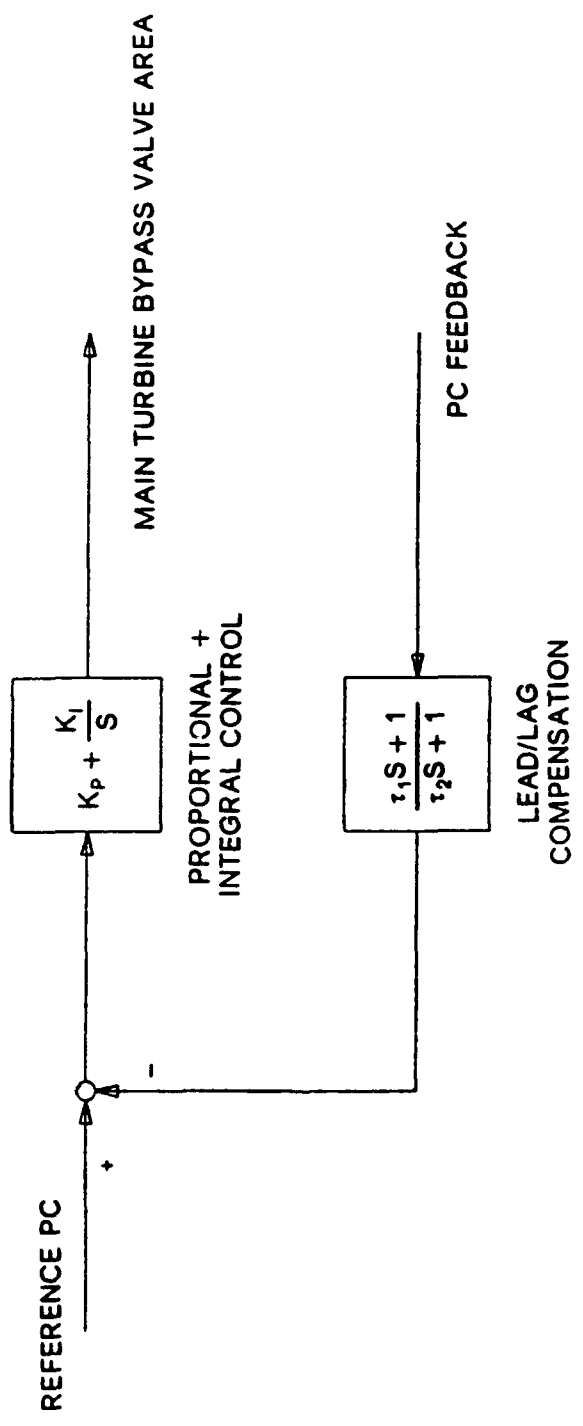 REFERENCE PC
+
-
K_P + K_I/S
PROPORTIONAL +
INTEGRAL CONTROL
MAIN TURBINE BYPASS VALVE AREA
τ₁S + 1
τ₂S + 1
LEAD/LAG
COMPENSATION
PC FEEDBACK